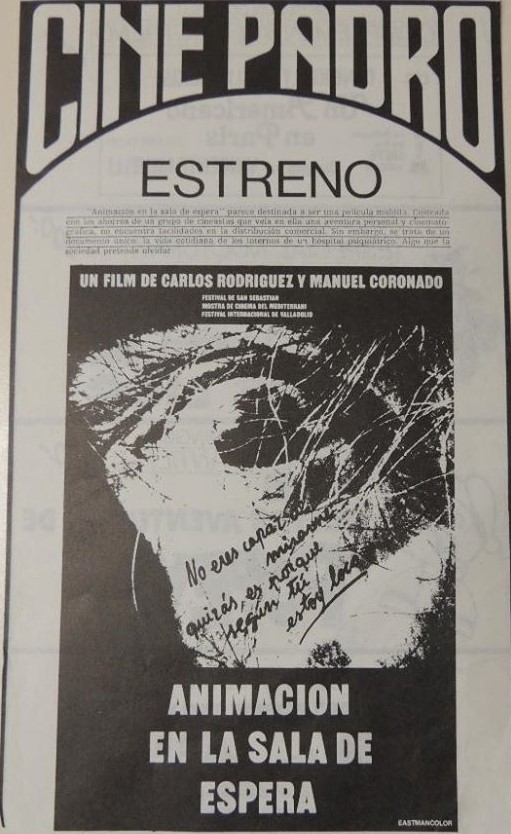 CINE PADRO
ESTRENO
"Animación en la sala de espera" parece destinada a ser una película maldita. Costeada
con los ahorros de un grupo de cineastas que veía en ella una aventura personal y cinemato-
gráfica, no encuentra facilidades en la distribución comercial. Sin embargo, se trata de un
documento único: la vida cotidiana de los internos de un hospital psiquiátrico. Algo que la
sociedad pretende olvidar.
UN FILM DE CARLOS RODRIGUEZ Y MANUEL CORONADO
FESTIVAL DE SAN SEBASTIAN
MOSTRA DE CINEMA DEL MEDITERRANI
FESTIVAL INTERNACIONAL DE VALLADOLID
No eres capaz de
mirarme
quizás, es porque
según tú
estoy loco
ANIMACION
EN LA SALA DE
ESPERA
EASTMANCOLOR